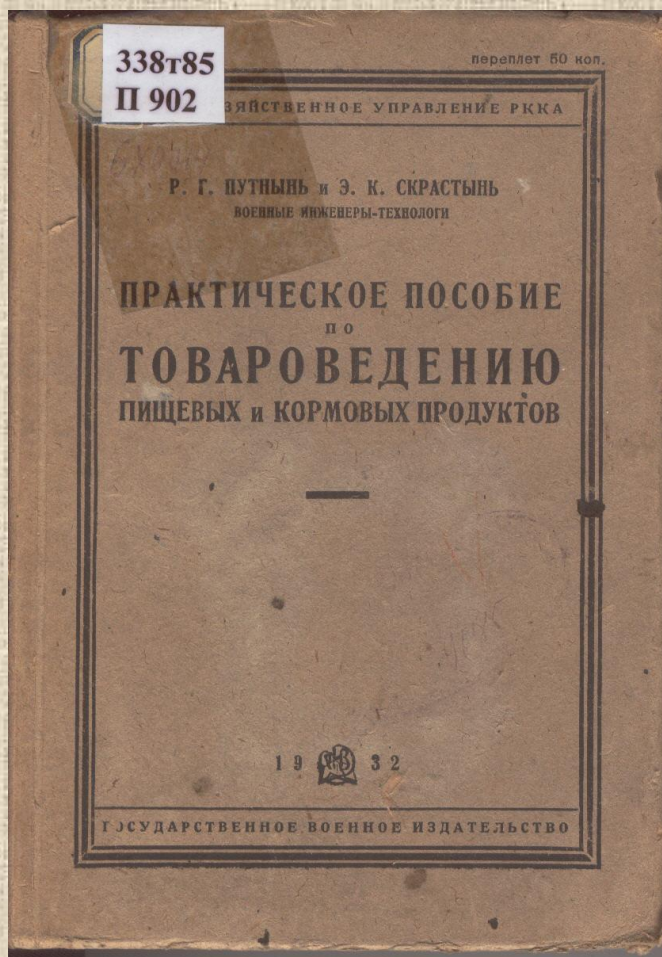 338т85
П 902
переплет 50 коп.
ЗЯЙСТВЕННОЕ УПРАВЛЕНИЕ РККА
Р. Г. ПУТНЫНЬ и Э. К. СКРАСТЫНЬ
ВОЕННЫЕ ИНЖЕНЕРЫ-ТЕХНОЛОГИ
ПРАКТИЧЕСКОЕ ПОСОБИЕ
ПО
ТОВАРОВЕДЕНИЮ
ПИЩЕВЫХ и КОРМОВЫХ ПРОДУКТОВ
19 32
ГОСУДАРСТВЕННОЕ ВОЕННОЕ ИЗДАТЕЛЬСТВО